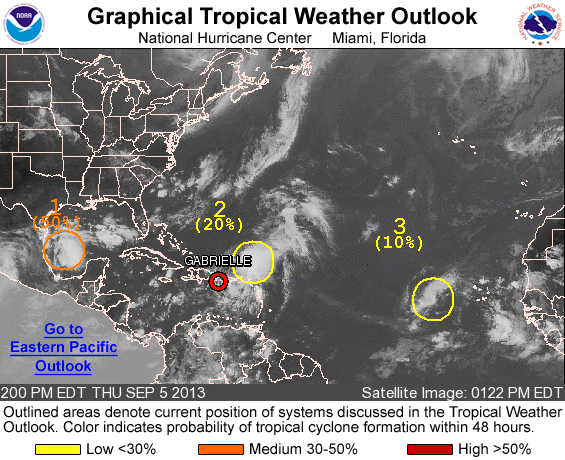 Graphical Tropical Weather Outlook
National Hurricane Center Miami, Florida
NOAA
1
(50%)
2
(20%)
3
(10%)
GABRIELLE
Go to
Eastern Pacific
Outlook
200 PM EDT THU SEP 5 2013 Satellite Image: 0122 PM EDT
Outlined areas denote current position of systems discussed in the Tropical Weather
Outlook. Color indicates probability of tropical cyclone formation within 48 hours.
Low <30% Medium 30-50% High >50%